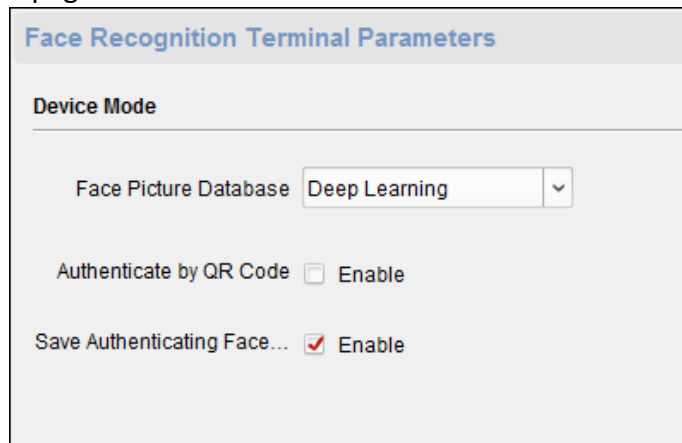 Face Recognition Terminal Parameters
Device Mode
Face Picture Database Deep Learning
Authenticate by QR Code Enable
Save Authenticating Face... Enable